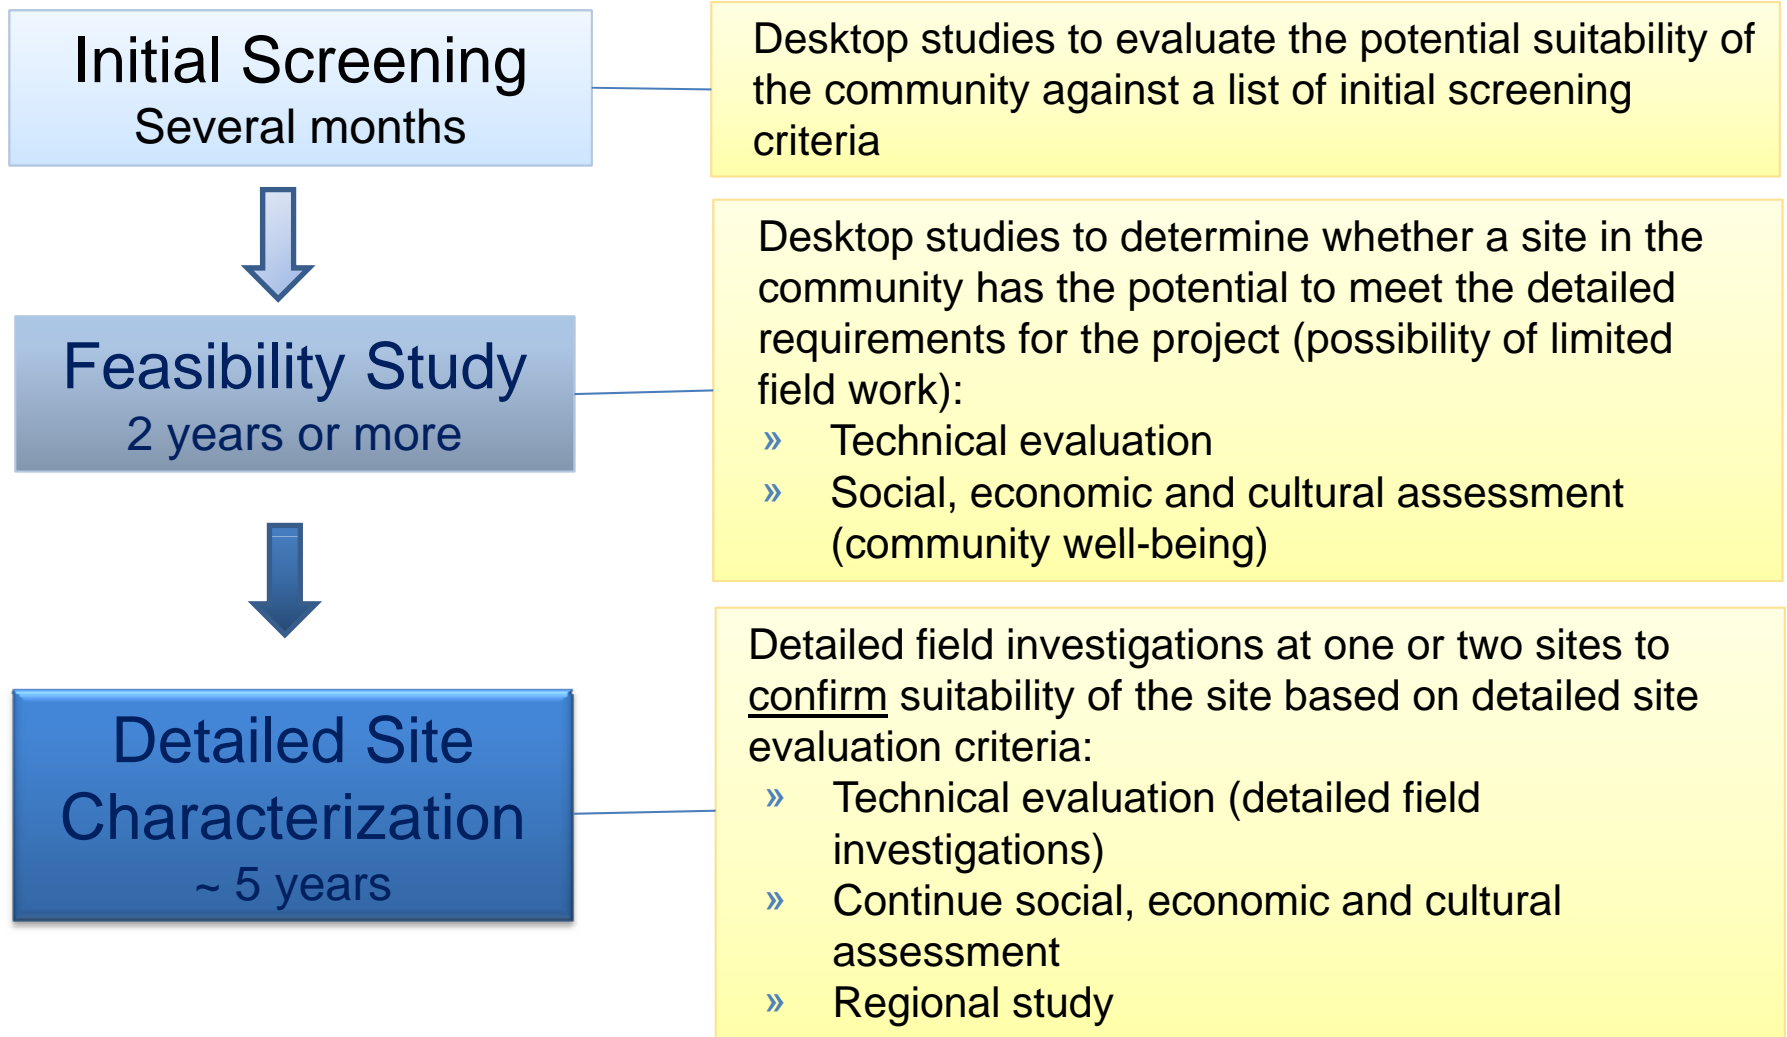 Initial Screening
Several months
Desktop studies to evaluate the potential suitability of
the community against a list of initial screening
criteria
Feasibility Study
2 years or more
Desktop studies to determine whether a site in the
community has the potential to meet the detailed
requirements for the project (possibility of limited
field work):
» Technical evaluation
» Social, economic and cultural assessment
(community well-being)
Detailed Site
Characterization
~ 5 years
Detailed field investigations at one or two sites to
confirm suitability of the site based on detailed site
evaluation criteria:
» Technical evaluation (detailed field
investigations)
» Continue social, economic and cultural
assessment
» Regional study